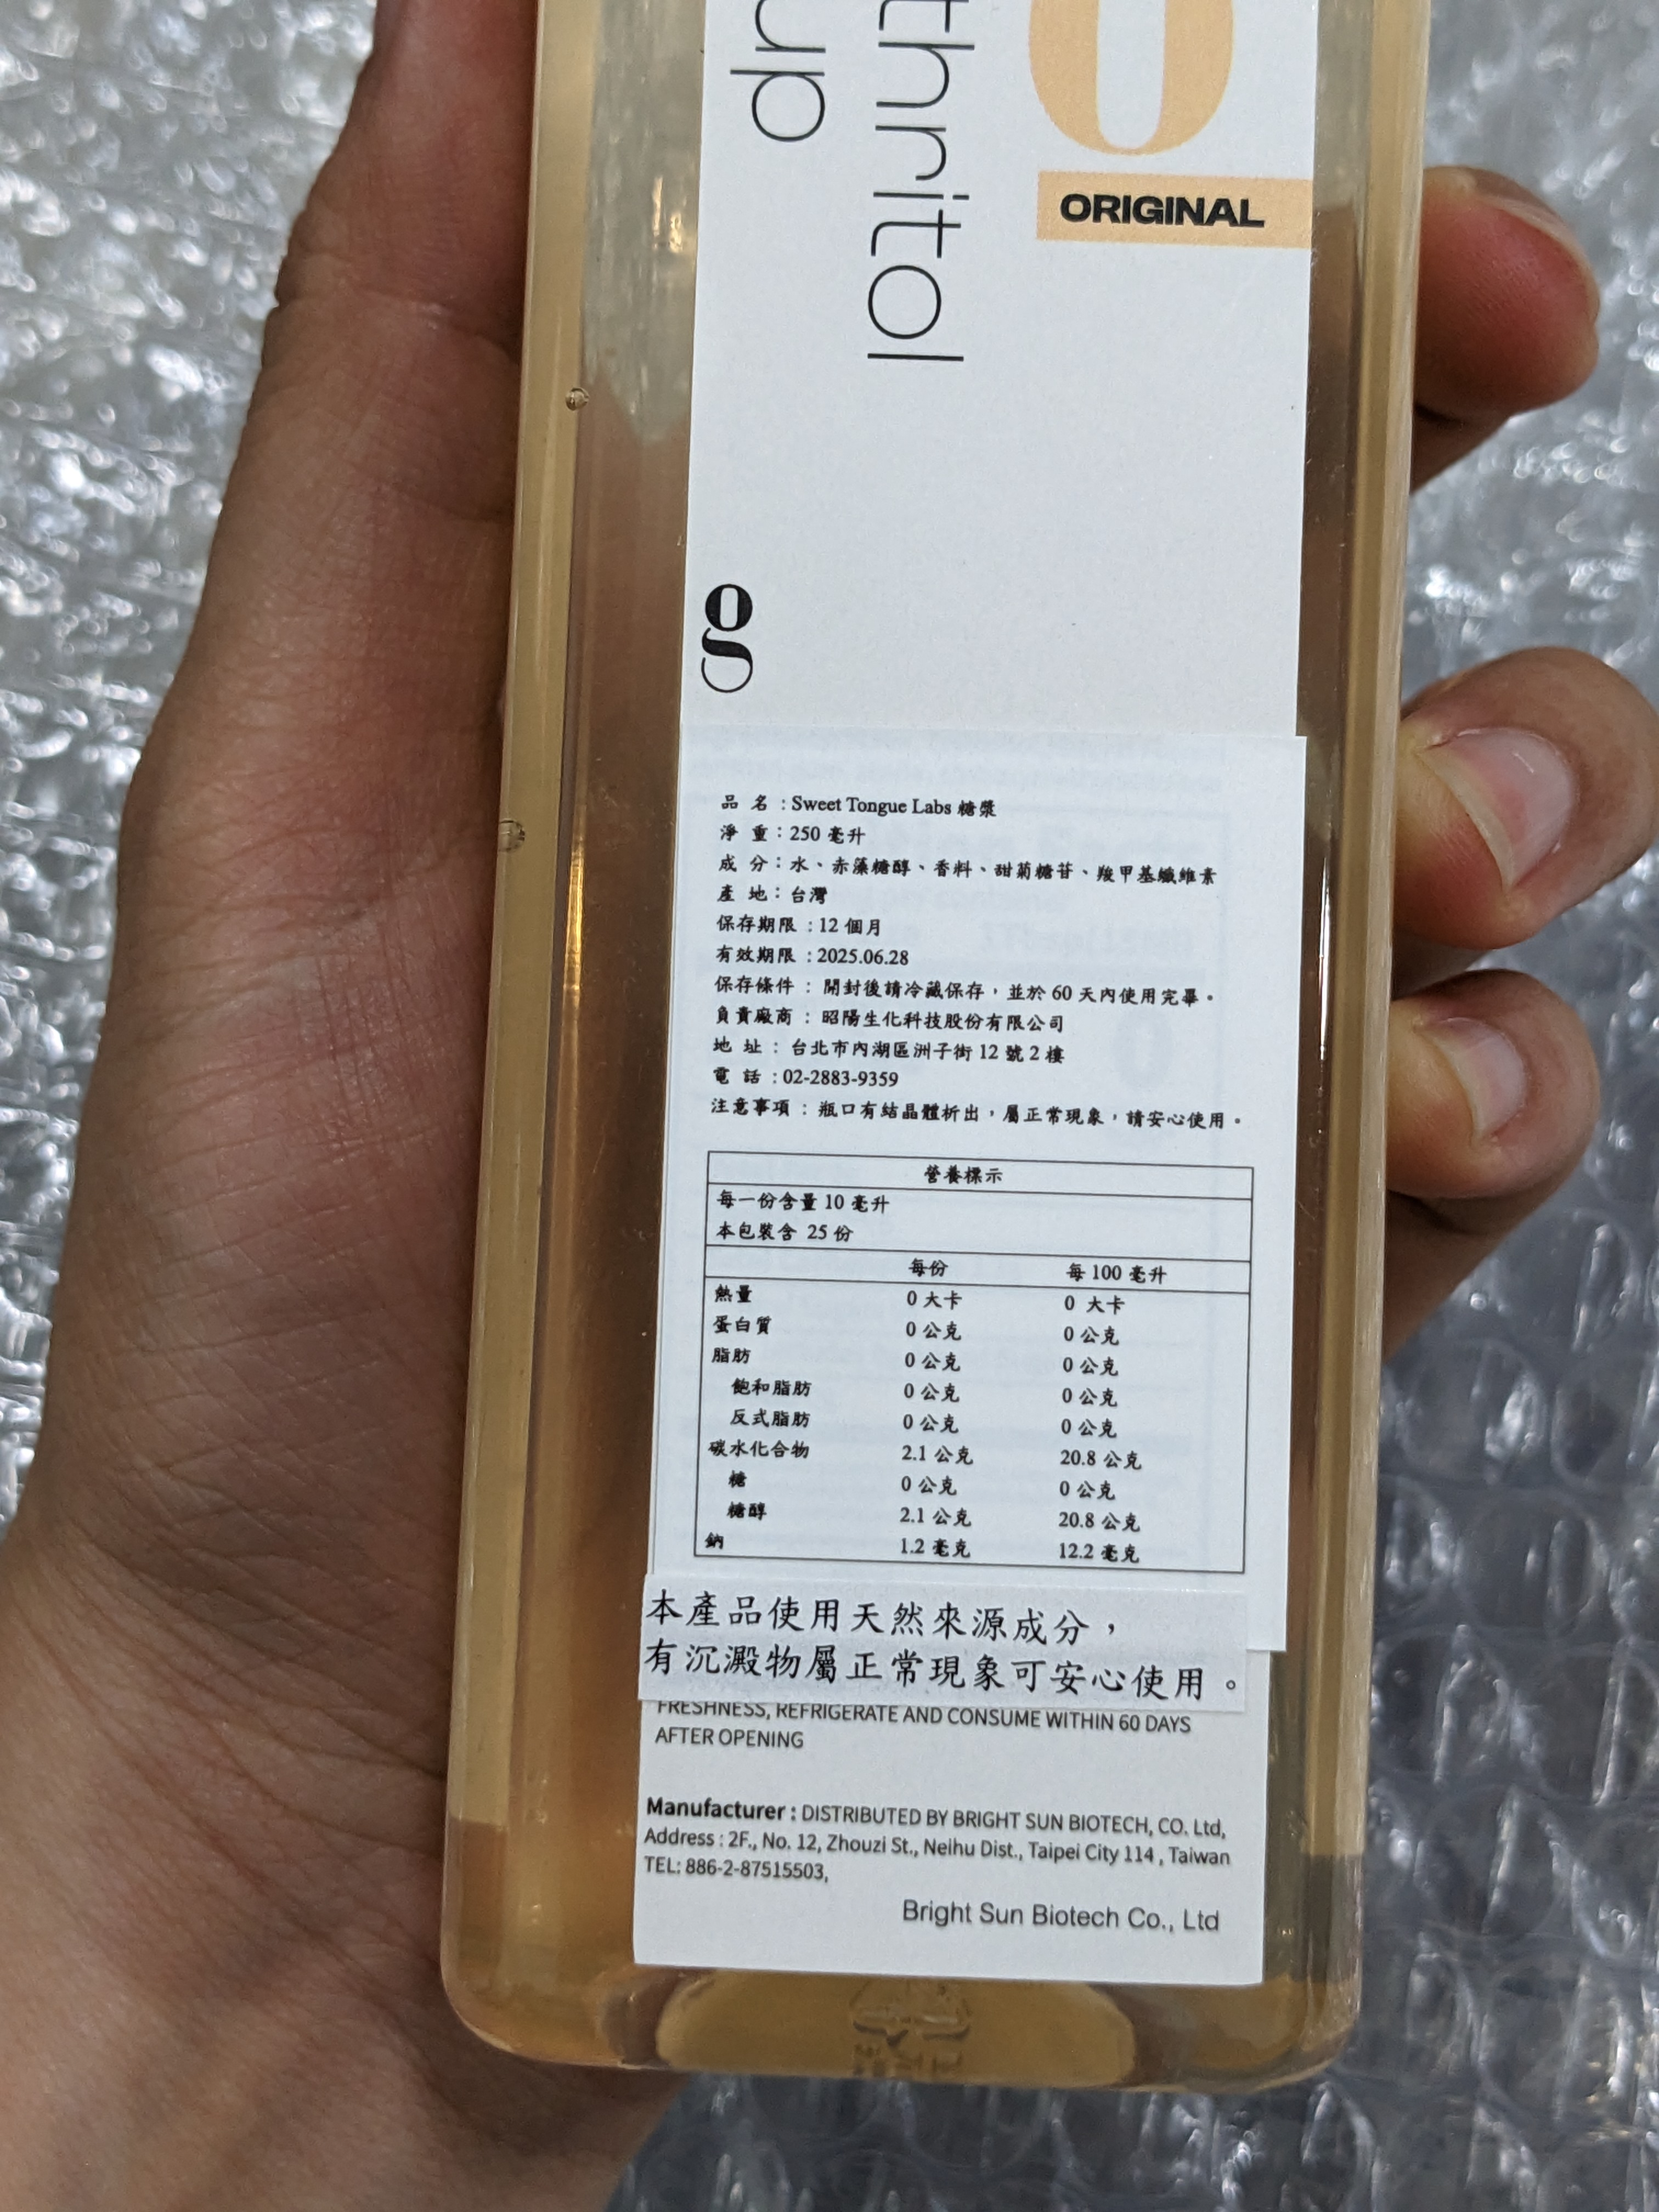 0
ORIGINAL
g
品 名 : Sweet Tongue Labs 糖漿
淨 重：250 毫升
成 分：水、赤藻糖醇、香料、甜菊糖苷、羧甲基纖維素
產 地：台灣
保存期限 : 12 個月
有效期限 : 2025.06.28
保存條件 : 開封後請冷藏保存，並於 60 天內使用完畢。
負責廠商 : 昭陽生化科技股份有限公司
地 址 : 台北市內湖區洲子街 12 號 2 樓
電 話 : 02-2883-9359
注意事項 : 瓶口有結晶體析出，屬正常現象，請安心使用。
營養標示
每一份含量 10 毫升
本包裝含 25 份
每份 每 100 毫升
熱量 0 大卡 0 大卡
蛋白質 0 公克 0 公克
脂肪 0 公克 0 公克
飽和脂肪 0 公克 0 公克
反式脂肪 0 公克 0 公克
碳水化合物 2.1 公克 20.8 公克
糖 0 公克 0 公克
糖醇 2.1 公克 20.8 公克
鈉 1.2 毫克 12.2 毫克
本產品使用天然來源成分，
有沉澱物屬正常現象可安心使用。
FRESHNESS, REFRIGERATE AND CONSUME WITHIN 60 DAYS
AFTER OPENING
Manufacturer : DISTRIBUTED BY BRIGHT SUN BIOTECH, CO. Ltd,
Address : 2F., No. 12, Zhouzi St., Neihu Dist., Taipei City 114 , Taiwan
TEL: 886-2-87515503,
Bright Sun Biotech Co., Ltd